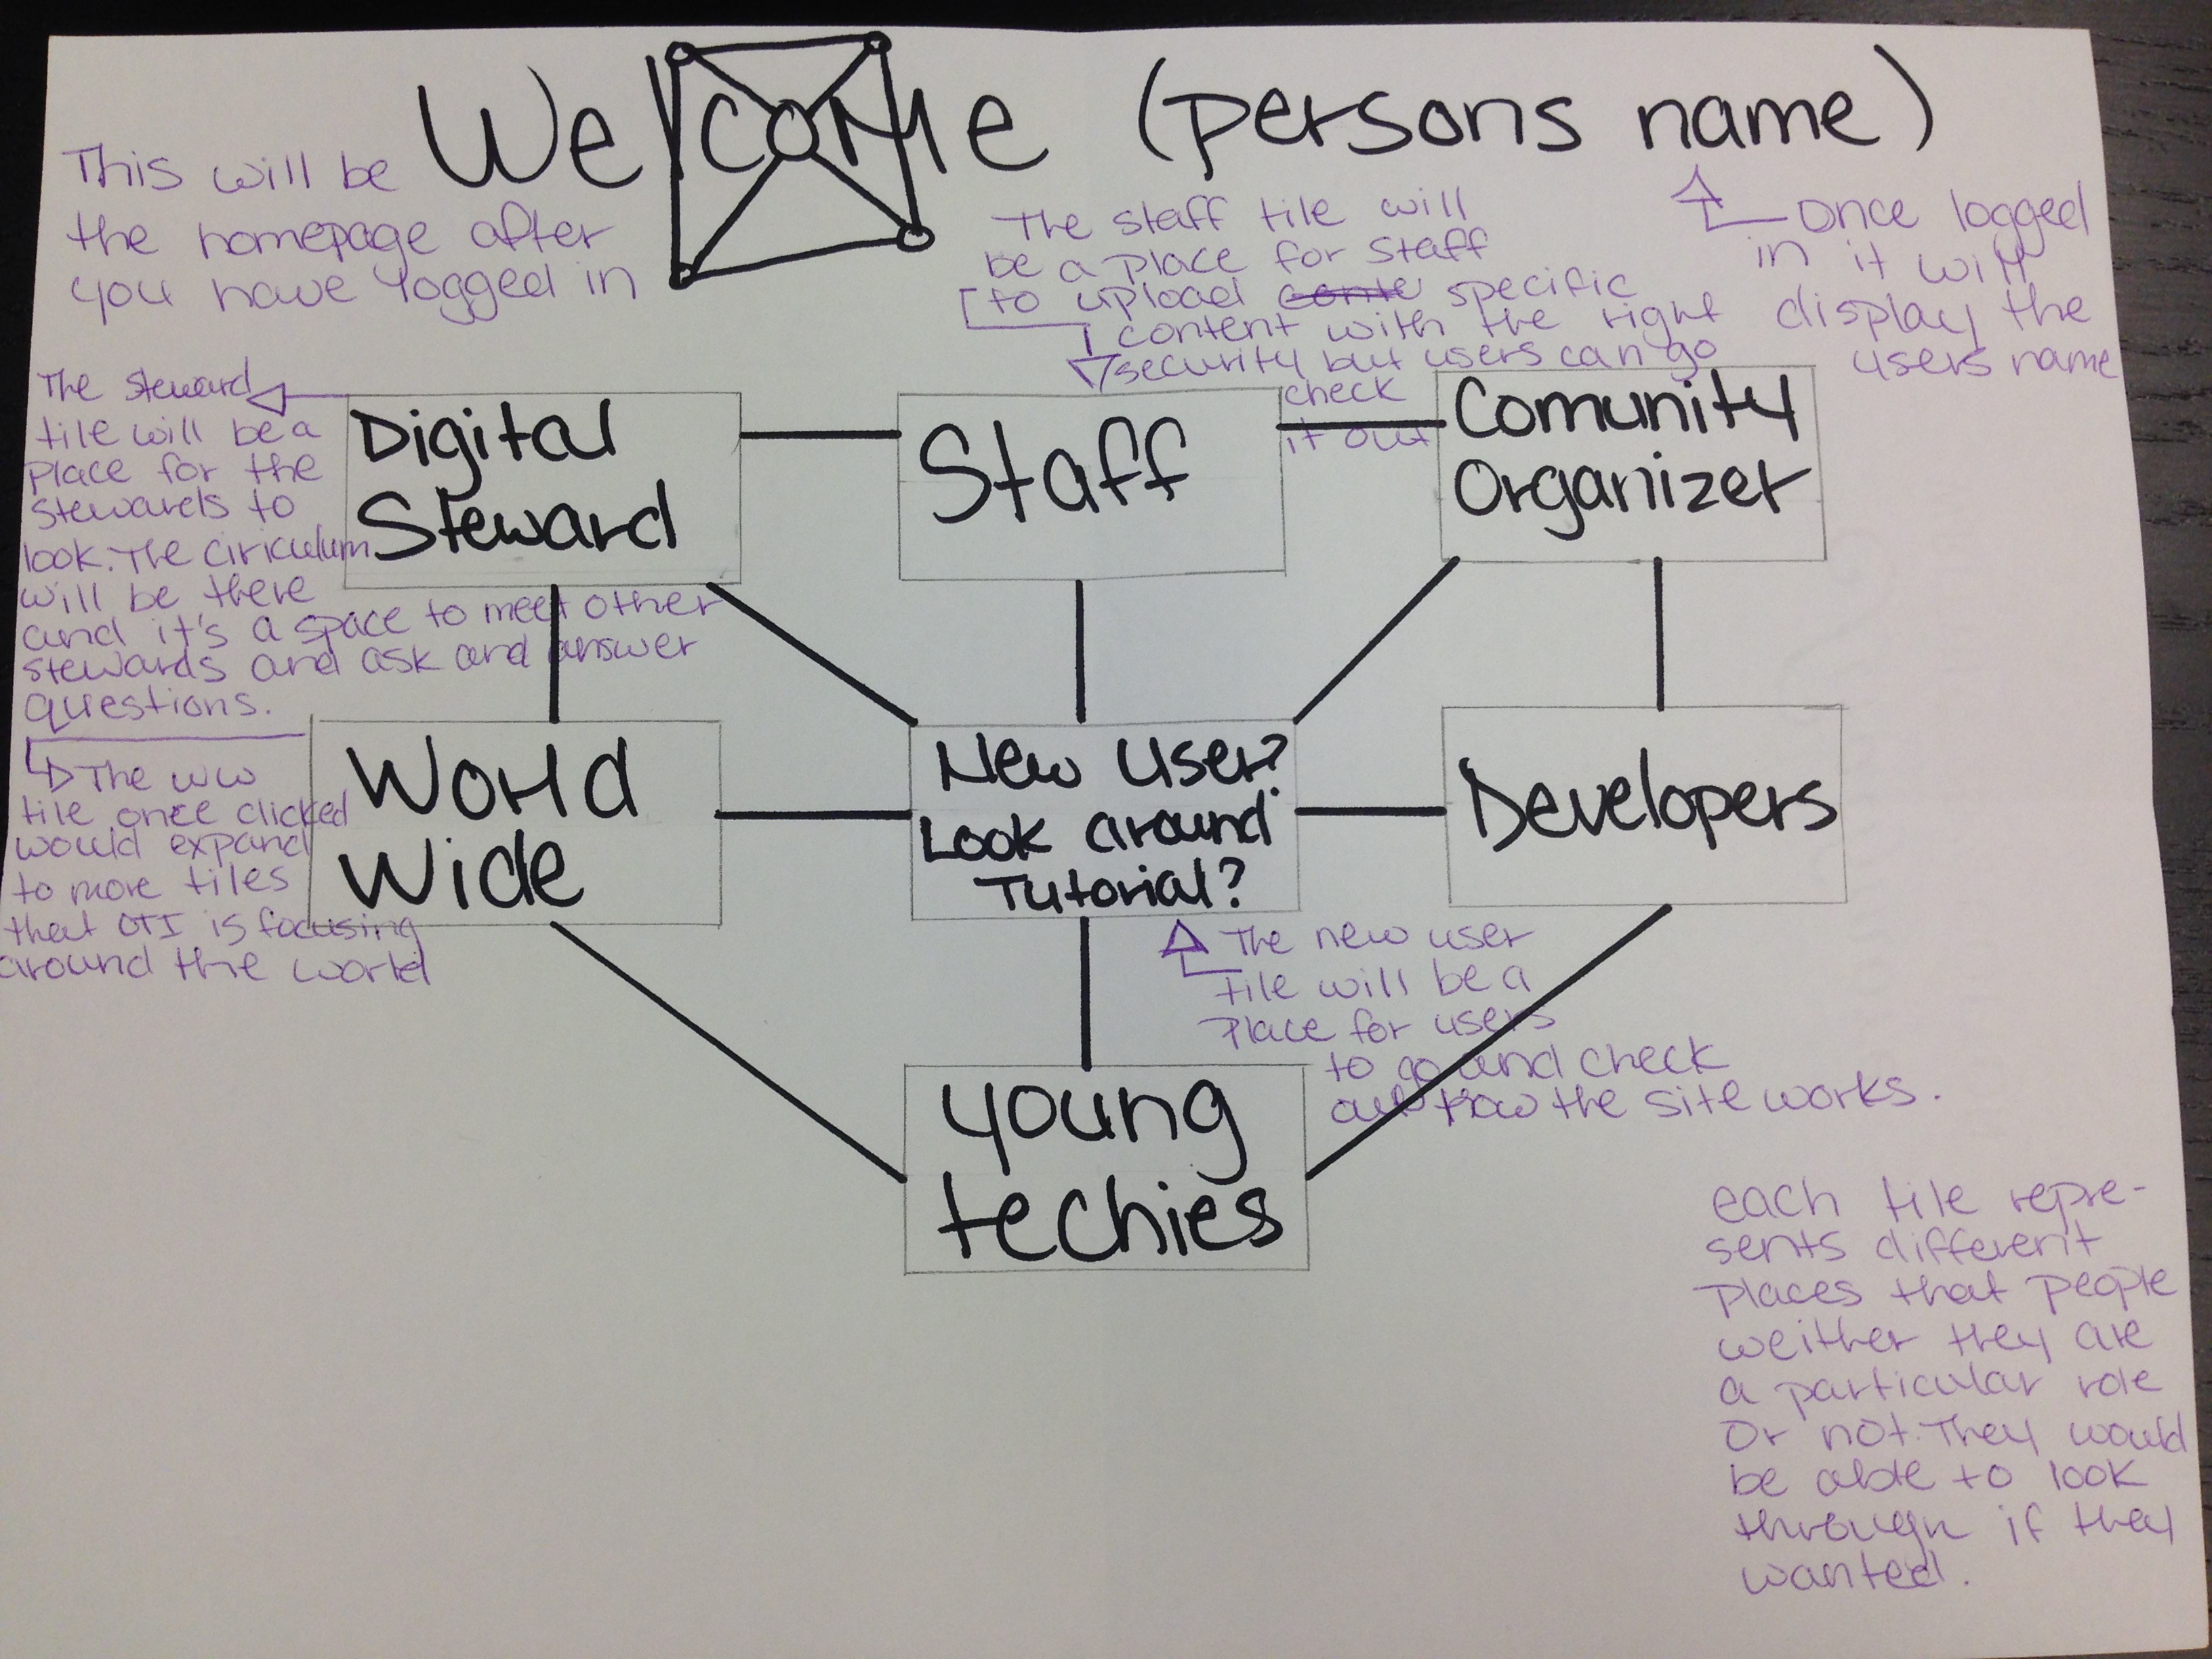 Welcome (persons name)
This will be
the homepage after
you have logged in
The steward
tile will be a
place for the
stewards to
look. The ciriculum
will be there
and it's a space to meet other
stewards and ask and answer
questions.
The ww
tile once clicked
would expand
to more tiles
that OTI is focusing
around the world
The staff tile will
be a place for staff
to upload conte specific
content with the right
security but users can go
check
it out
Once logged
in it will
display the
users name
Digital
Steward
Staff
Comunity
Organizer
World
Wide
New User?
Look around
Tutorial?
Developers
Young
techies
The new user
tile will be a
place for users
to go and check
out how the site works.
each tile repre-
sents different
places that people
weither they are
a particular role
or not. They would
be able to look
through if they
wanted.